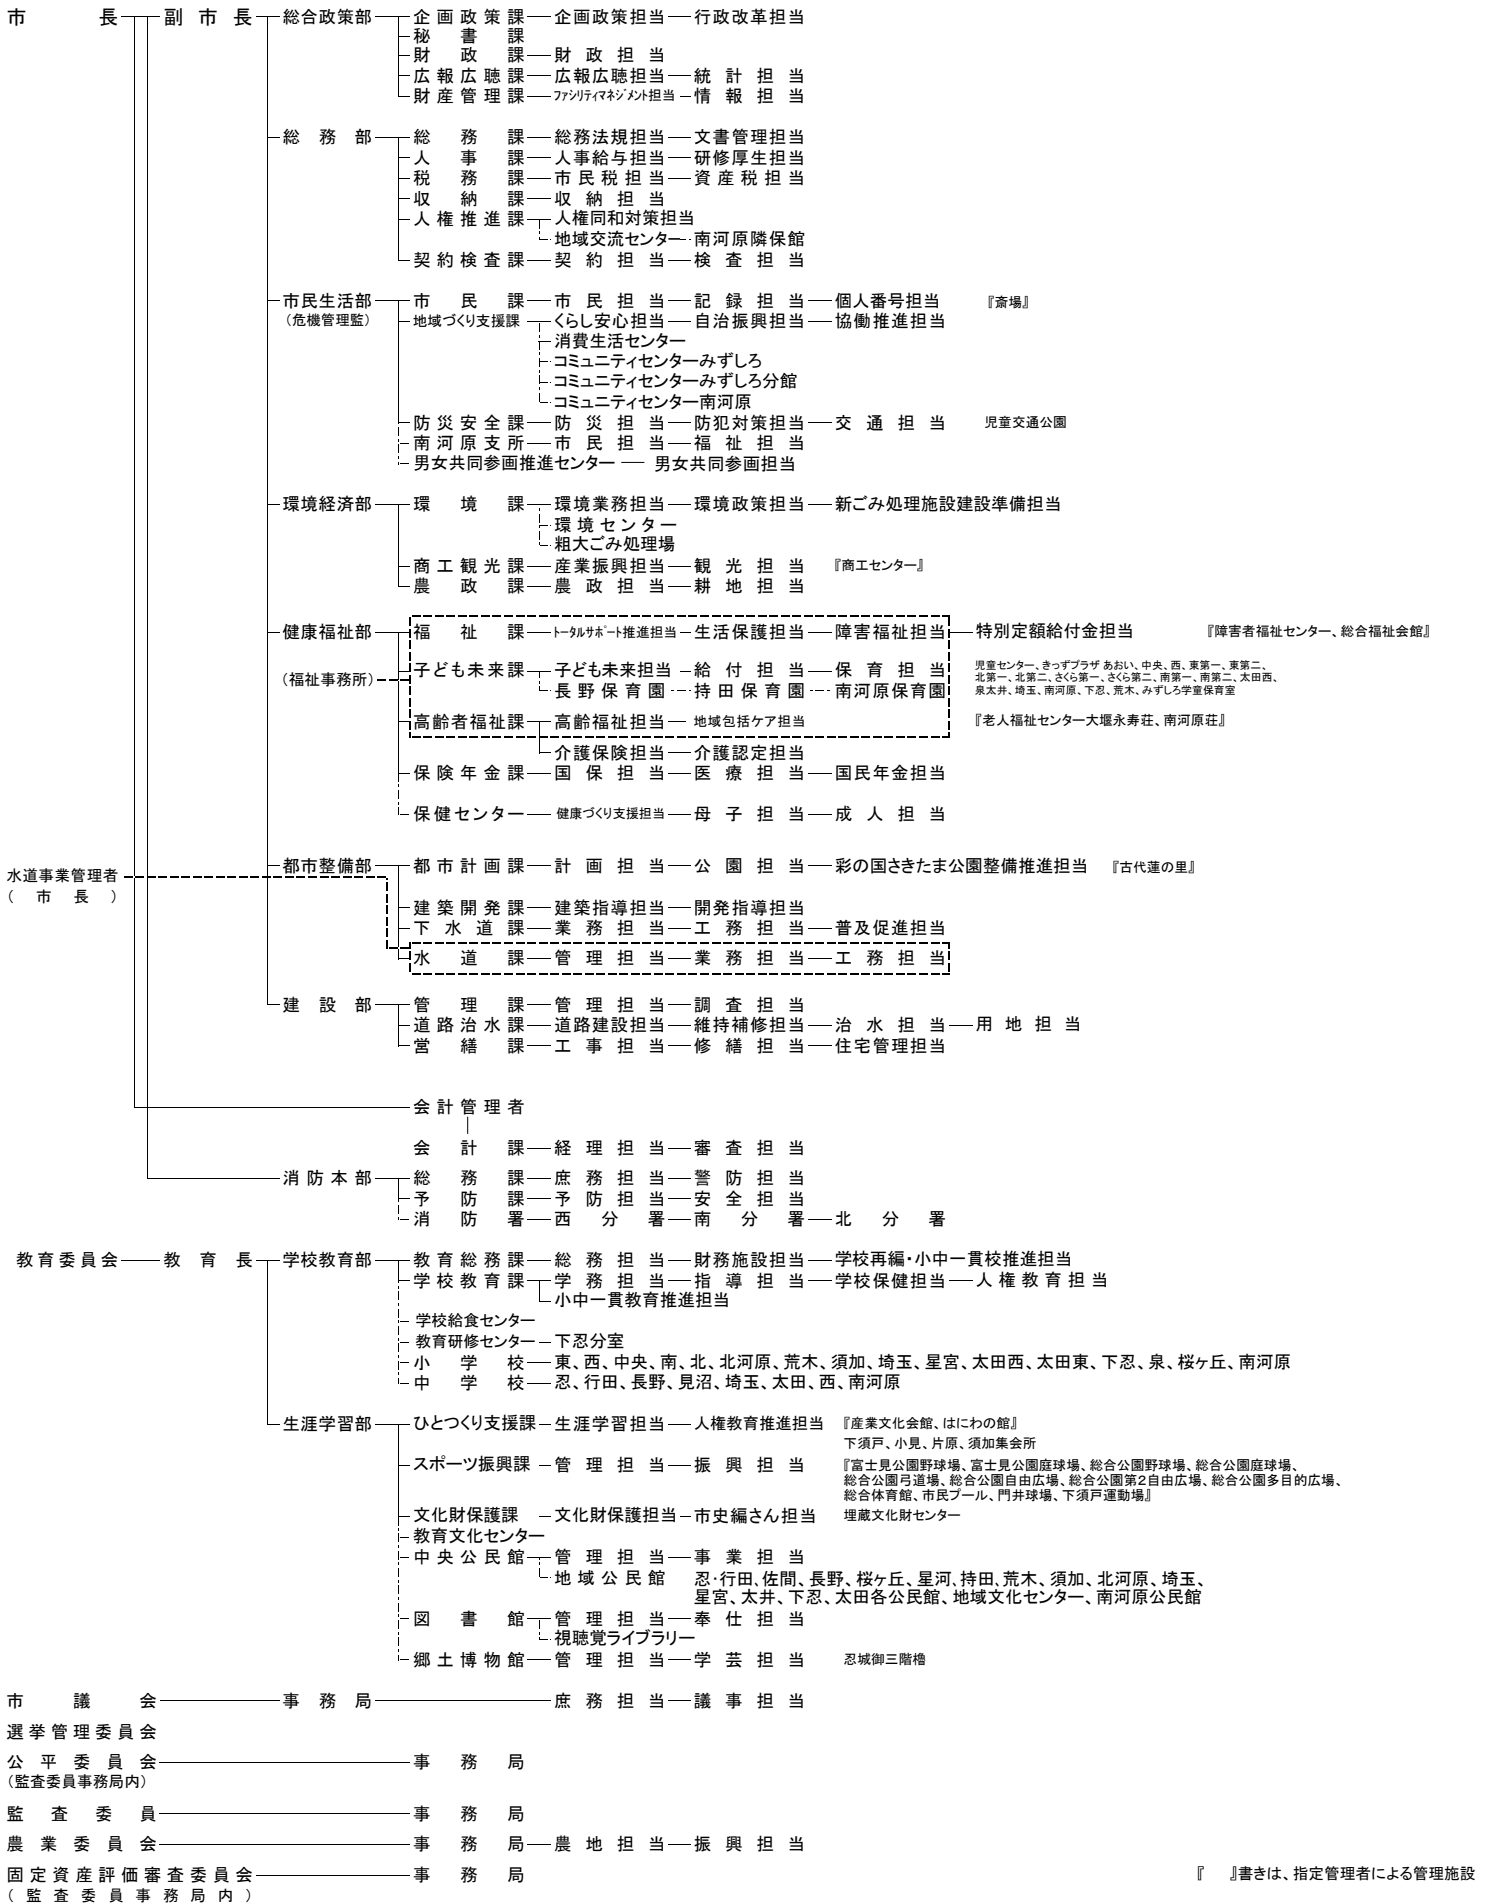 市長 副市長 総合政策部 企画政策課 企画政策担当 行政改革担当
秘書課
財政課 財政担当
広報広聴課 広報広聴担当 統計担当
財産管理課 ファシリティマネジメント担当 情報担当
総務部 総務課 総務法規担当 文書管理担当
人事課 人事給与担当 研修厚生担当
税務課 市民税担当 資産税担当
収納課 収納担当
人権推進課 人権同和対策担当
地域交流センター 南河原隣保館
契約検査課 契約担当 検査担当
市民生活部 市民課 市民担当 記録担当 個人番号担当 『斎場』
(危機管理監) 地域づくり支援課 くらし安心担当 自治振興担当 協働推進担当
消費生活センター
コミュニティセンターみずしろ
コミュニティセンターみずしろ分館
コミュニティセンター南河原
防災安全課 防災担当 防犯対策担当 交通担当 児童交通公園
南河原支所 市民担当 福祉担当
男女共同参画推進センター 男女共同参画担当
環境経済部 環境課 環境業務担当 環境政策担当 新ごみ処理施設建設準備担当
環境センター
粗大ごみ処理場
商工観光課 産業振興担当 観光担当 『商工センター』
農政課 農政担当 耕地担当
健康福祉部 福祉課 トータルサポート推進担当 生活保護担当 障害福祉担当 特別定額給付金担当 『障害者福祉センター、総合福祉会館』
子ども未来課 子ども未来担当 給付担当 保育担当 児童センター、きっずプラザ あおい、中央、西、東第一、東第二、
(福祉事務所) 北第一、北第二、さくら第一、さくら第二、南第一、南第二、太田西、
長野保育園 持田保育園 南河原保育園 泉太井、埼玉、南河原、下忍、荒木、みずしろ学童保育室
高齢者福祉課 高齢福祉担当 地域包括ケア担当 『老人福祉センター大堰永寿荘、南河原荘』
介護保険担当 介護認定担当
保険年金課 国保担当 医療担当 国民年金担当
保健センター 健康づくり支援担当 母子担当 成人担当
都市整備部 都市計画課 計画担当 公園担当 彩の国さきたま公園整備推進担当 『古代蓮の里』
水道事業管理者
(市長)
建築開発課 建築指導担当 開発指導担当
下水道課 業務担当 工務担当 普及促進担当
水道課 管理担当 業務担当 工務担当
建設部 管理課 管理担当 調査担当
道路治水課 道路建設担当 維持補修担当 治水担当 用地担当
営繕課 工事担当 修繕担当 住宅管理担当
会計管理者
会計課 経理担当 審査担当
消防本部 総務課 庶務担当 警防担当
予防課 予防担当 安全担当
消防署 西分署 南分署 北分署
教育委員会 教育長 学校教育部 教育総務課 総務担当 財務施設担当 学校再編・小中一貫校推進担当
学校教育課 学務担当 指導担当 学校保健担当 人権教育担当
小中一貫教育推進担当
学校給食センター
教育研修センター 下忍分室
小学校 東、西、中央、南、北、北河原、荒木、須加、埼玉、星宮、太田西、太田東、下忍、泉、桜ヶ丘、南河原
中学校 忍、行田、長野、見沼、埼玉、太田、西、南河原
生涯学習部 ひとつくり支援課 生涯学習担当 人権教育推進担当 『産業文化会館、はにわの館』
下須戸、小見、片原、須加集会所
スポーツ振興課 管理担当 振興担当 『富士見公園野球場、富士見公園庭球場、総合公園野球場、総合公園庭球場、
総合公園弓道場、総合公園自由広場、総合公園第2自由広場、総合公園多目的広場、
総合体育館、市民プール、門井球場、下須戸運動場』
文化財保護課 文化財保護担当 市史編さん担当 埋蔵文化財センター
教育文化センター
中央公民館 管理担当 事業担当
地域公民館 忍・行田、佐間、長野、桜ヶ丘、星河、持田、荒木、須加、北河原、埼玉、
星宮、太井、下忍、太田各公民館、地域文化センター、南河原公民館
図書館 管理担当 奉仕担当
視聴覚ライブラリー
郷土博物館 管理担当 学芸担当 忍城御三階櫓
市議会 事務局 庶務担当 議事担当
選挙管理委員会
公平委員会 事務局
(監査委員事務局内)
監査委員 事務局
農業委員会 事務局 農地担当 振興担当
固定資産評価審査委員会 事務局 『 』書きは、指定管理者による管理施設
(監査委員事務局内)